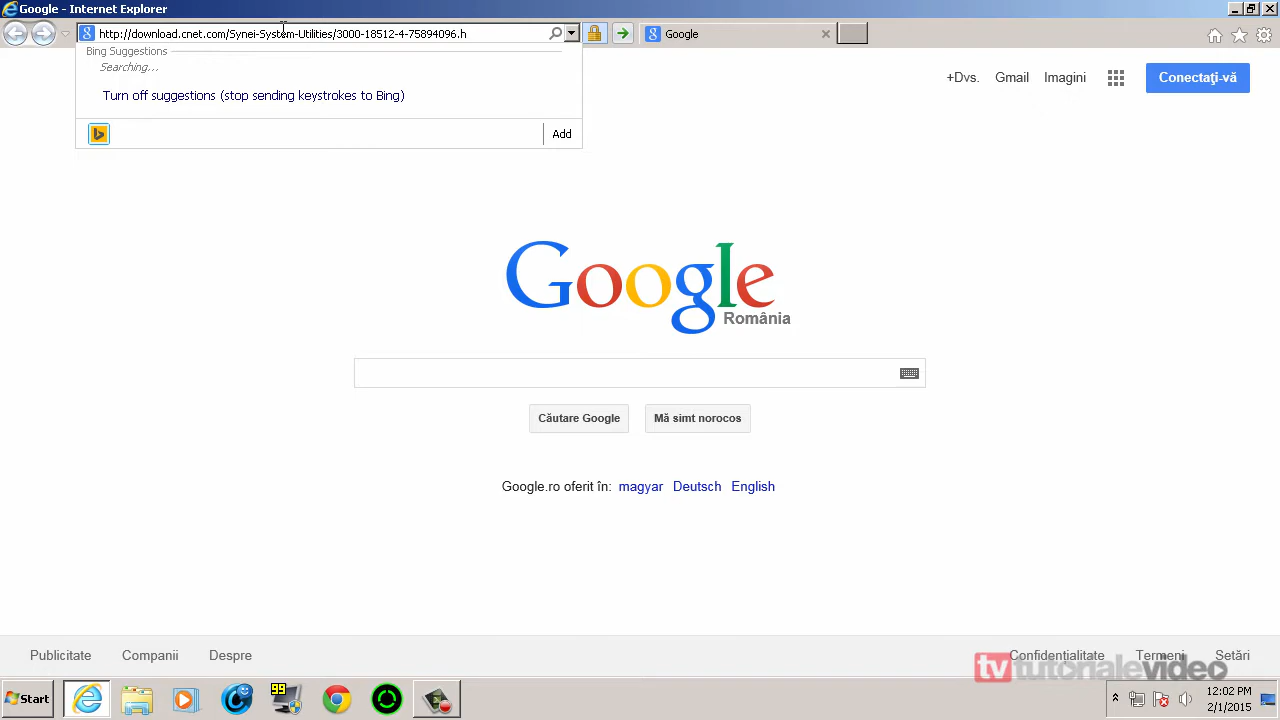 Google - Internet Explorer
http://download.cnet.com/Synei-System-Utilities/3000-18512-4-75894096.h
Google
Bing Suggestions
Searching...
Turn off suggestions (stop sending keystrokes to Bing)
Add
+Dvs. Gmail Imagini Conectaţi-vă
Google
România
Căutare Google Mă simt norocos
Google.ro oferit în: magyar Deutsch English
Publicitate Companii Despre Confidenţialitate Termeni Setări
tvtutorialevideo
Start
99
12:02 PM
2/1/2015